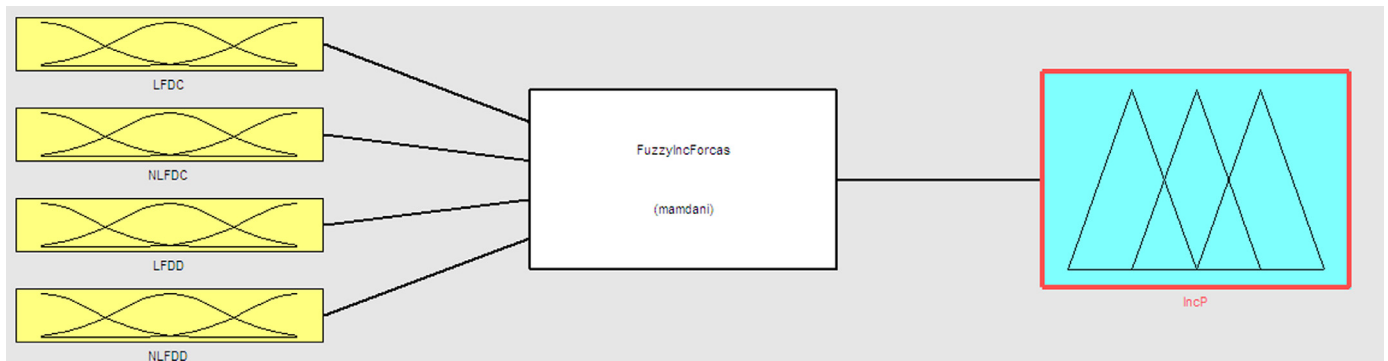 LFDC
NLFDC
LFDD
NLFDD
FuzzyIncForcas
(mamdani)
IncP